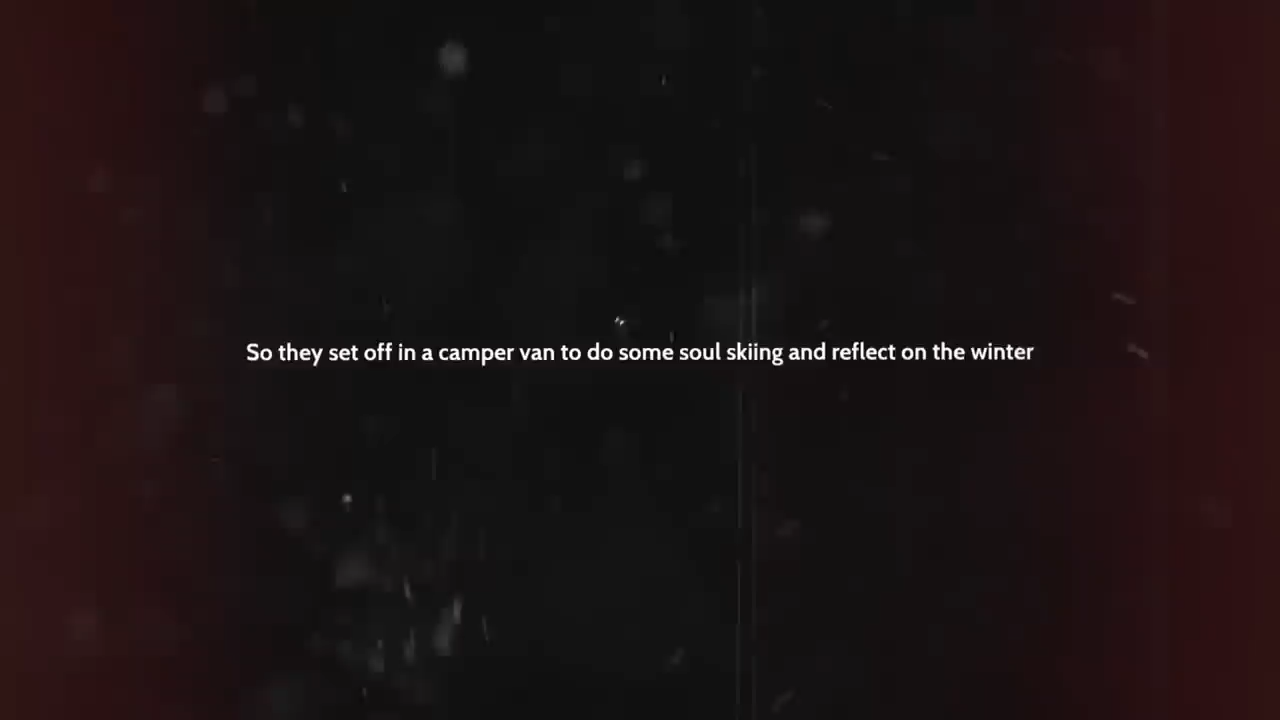 So they set off in a camper van to do some soul skiing and reflect on the winter